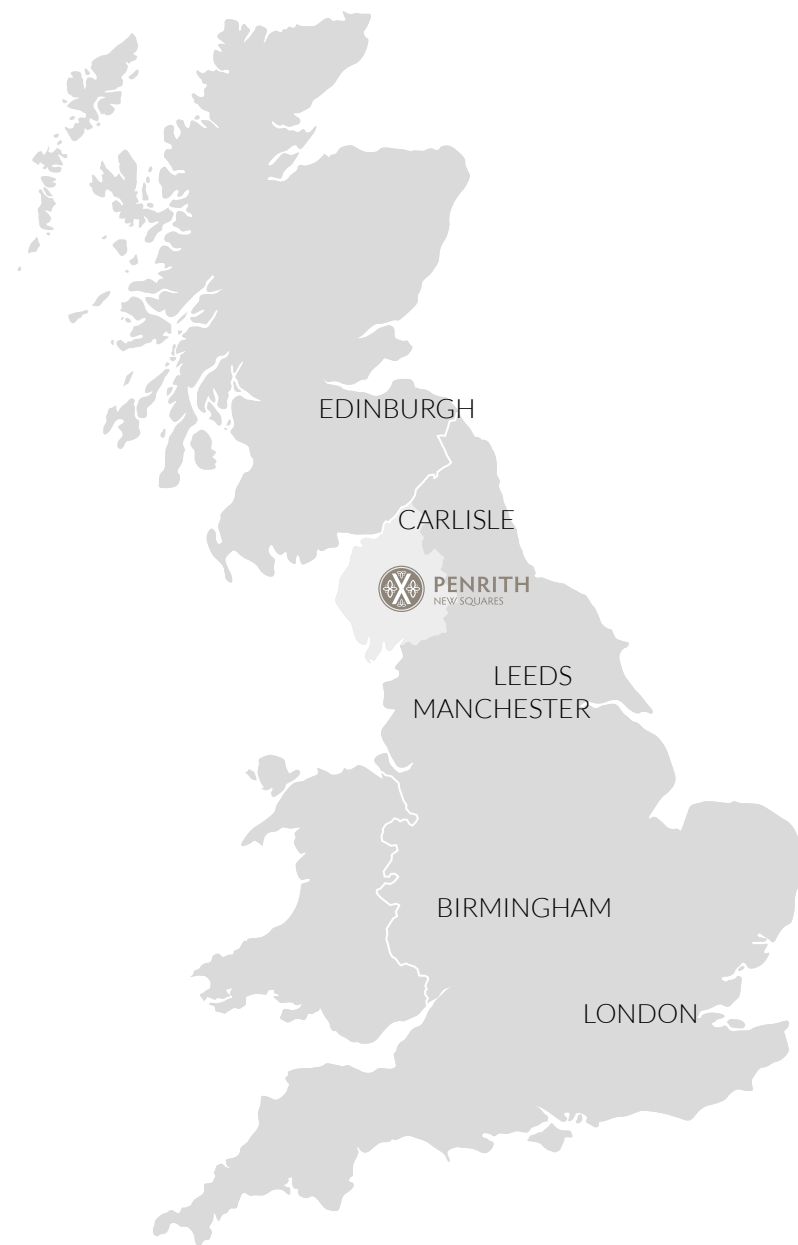 EDINBURGH
CARLISLE
PENRITH
NEW SQUARES
LEEDS
MANCHESTER
BIRMINGHAM
LONDON